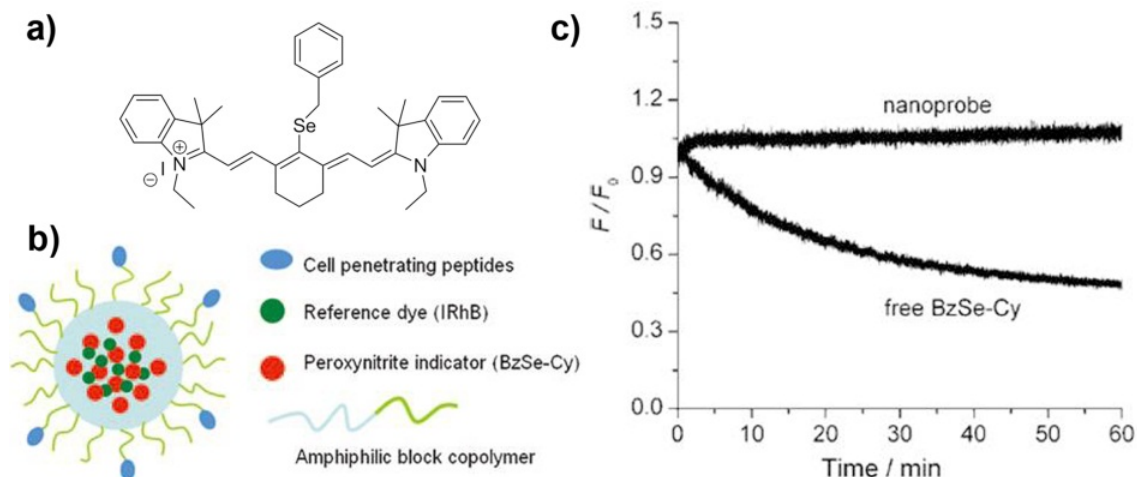 a)
Se
N
⊕
I
⊖
N
b)
Cell penetrating peptides
Reference dye (IRhB)
Peroxynitrite indicator (BzSe-Cy)
Amphiphilic block copolymer
c)
1.5
1.2
0.9
0.6
0.3
0.0
F / F₀
nanoprobe
free BzSe-Cy
0 10 20 30 40 50 60
Time / min